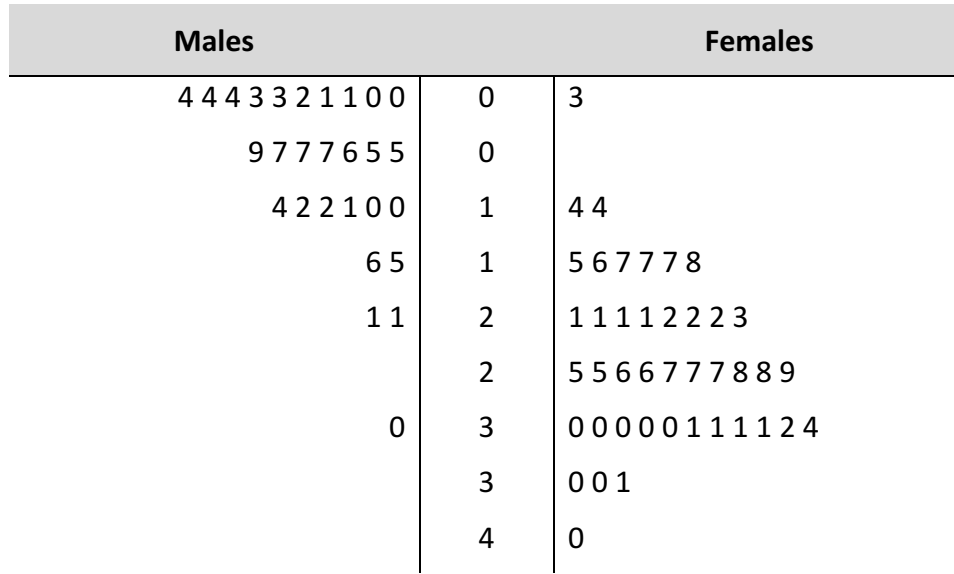 Males Females
4 4 4 3 3 2 1 1 0 0 0 3
9 7 7 7 6 5 5 0
4 2 2 1 0 0 1 4 4
6 5 1 5 6 7 7 7 8
1 1 2 1 1 1 1 2 2 2 3
2 5 5 6 6 7 7 7 8 8 9
0 3 0 0 0 0 0 1 1 1 1 2 4
3 0 0 1
4 0